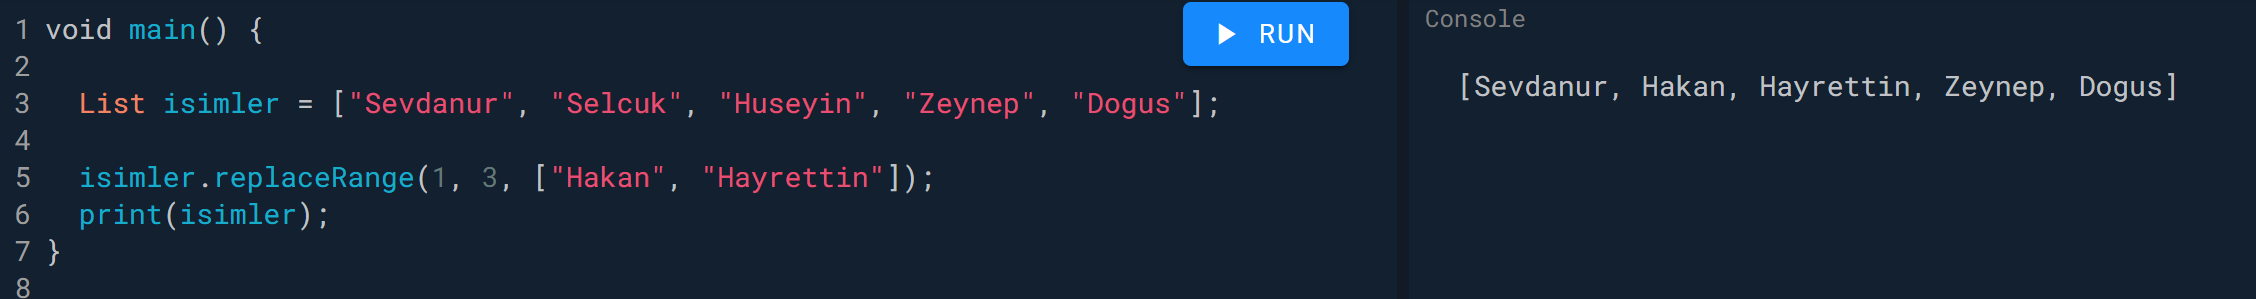 1 void main() {
RUN
2
3 List isimler = ["Sevdanur", "Selcuk", "Huseyin", "Zeynep", "Dogus"];
4
5 isimler.replaceRange(1, 3, ["Hakan", "Hayrettin"]);
6 print(isimler);
7 }
8
Console
[Sevdanur, Hakan, Hayrettin, Zeynep, Dogus]